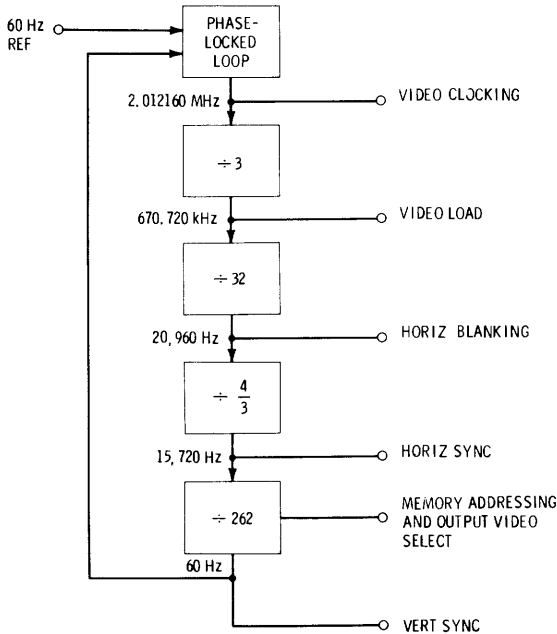 60 Hz
REF
PHASE-
LOCKED
LOOP
2.012160 MHz
VIDEO CLOCKING
÷ 3
670.720 kHz
VIDEO LOAD
÷ 32
20,960 Hz
HORIZ BLANKING
÷ 4/3
15,720 Hz
HORIZ SYNC
÷ 262
MEMORY ADDRESSING
AND OUTPUT VIDEO
SELECT
60 Hz
VERT SYNC